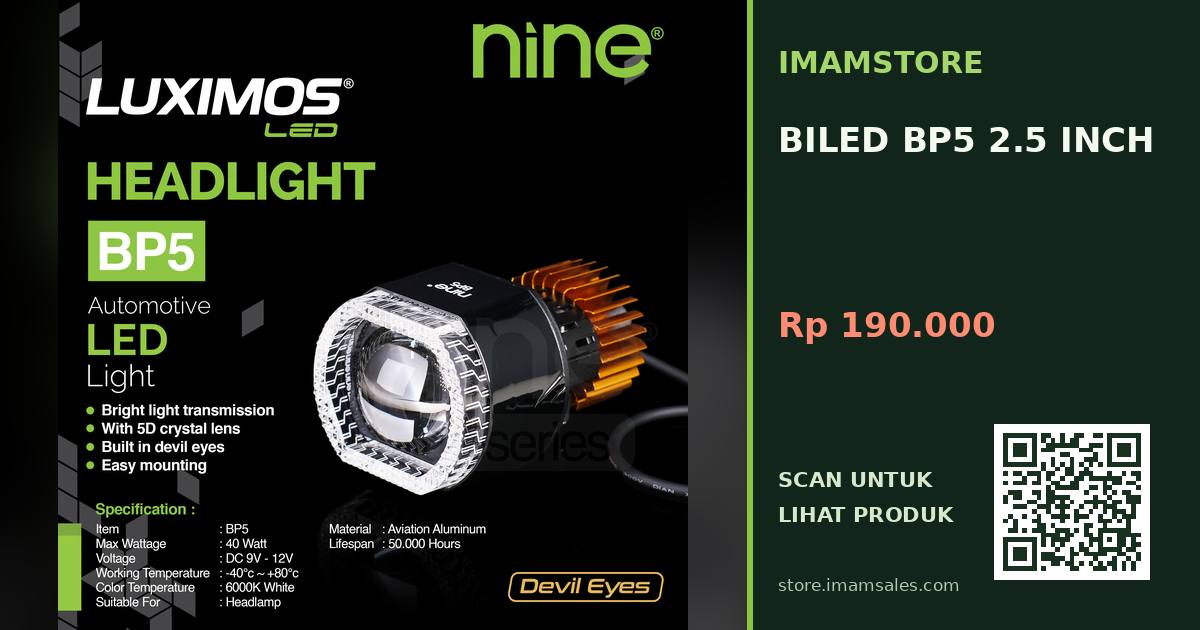 nine®
LUXIMOS®
LED
HEADLIGHT
BP5
Automotive
LED
Light
Bright light transmission
With 5D crystal lens
Built in devil eyes
Easy mounting
nine
BP5
series
Specification :
Item : BP5
Max Wattage : 40 Watt
Voltage : DC 9V - 12V
Working Temperature : -40°c ~ +80°c
Color Temperature : 6000K White
Suitable For : Headlamp
Material : Aviation Aluminum
Lifespan : 50.000 Hours
Devil Eyes
IMAMSTORE
BILED BP5 2.5 INCH
Rp 190.000
SCAN UNTUK
LIHAT PRODUK
store.imamsales.com